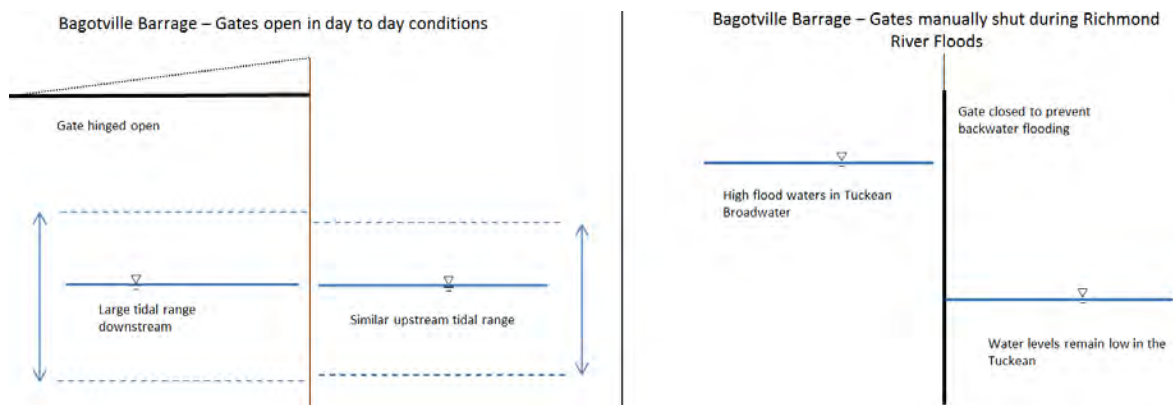 Bagotville Barrage – Gates open in day to day conditions
Gate hinged open
Large tidal range
downstream
Similar upstream tidal range
Bagotville Barrage – Gates manually shut during Richmond
River Floods
Gate closed to prevent
backwater flooding
High flood waters in Tuckean
Broadwater
Water levels remain low in the
Tuckean